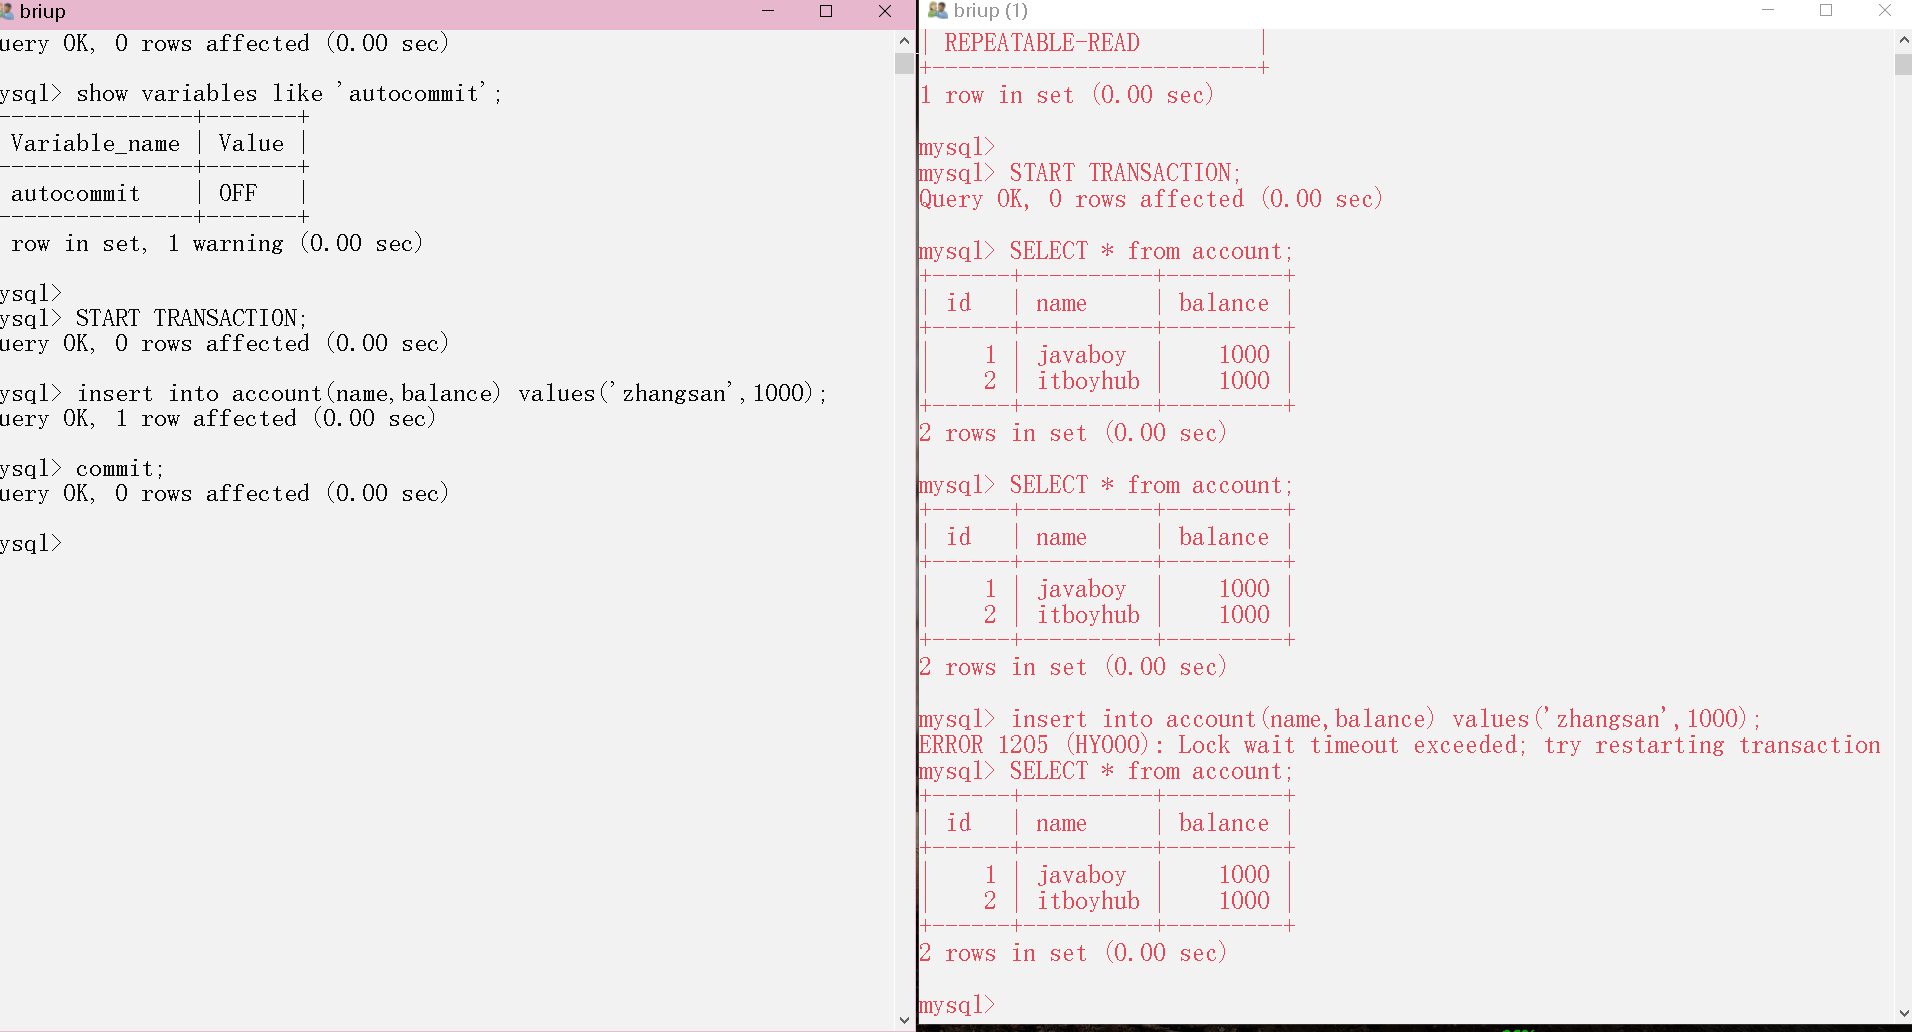 briup
uery OK, 0 rows affected (0.00 sec)
ysql> show variables like 'autocommit';
---------------+-------+
Variable_name | Value |
---------------+-------+
autocommit    | OFF   |
---------------+-------+
row in set, 1 warning (0.00 sec)
ysql>
ysql> START TRANSACTION;
uery OK, 0 rows affected (0.00 sec)
ysql> insert into account(name,balance) values('zhangsan',1000);
uery OK, 1 row affected (0.00 sec)
ysql> commit;
uery OK, 0 rows affected (0.00 sec)
ysql>
briup (1)
| REPEATABLE-READ         |
+-------------------------+
1 row in set (0.00 sec)
mysql>
mysql> START TRANSACTION;
Query OK, 0 rows affected (0.00 sec)
mysql> SELECT * from account;
+------+----------+---------+
| id   | name     | balance |
+------+----------+---------+
|    1 | javaboy  |    1000 |
|    2 | itboyhub |    1000 |
+------+----------+---------+
2 rows in set (0.00 sec)
mysql> SELECT * from account;
+------+----------+---------+
| id   | name     | balance |
+------+----------+---------+
|    1 | javaboy  |    1000 |
|    2 | itboyhub |    1000 |
+------+----------+---------+
2 rows in set (0.00 sec)
mysql> insert into account(name,balance) values('zhangsan',1000);
ERROR 1205 (HY000): Lock wait timeout exceeded; try restarting transaction
mysql> SELECT * from account;
+------+----------+---------+
| id   | name     | balance |
+------+----------+---------+
|    1 | javaboy  |    1000 |
|    2 | itboyhub |    1000 |
+------+----------+---------+
2 rows in set (0.00 sec)
mysql>